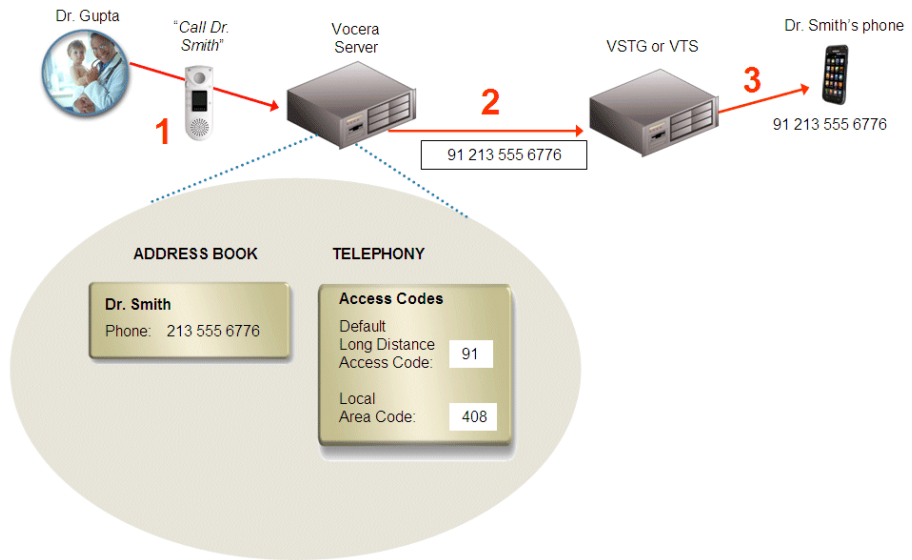 Dr. Gupta
“Call Dr.
Smith”
Vocera
Server
VSTG or VTS
Dr. Smith’s phone
1
2
3
91 213 555 6776
91 213 555 6776
ADDRESS BOOK
Dr. Smith
Phone: 213 555 6776
TELEPHONY
Access Codes
Default
Long Distance
Access Code: 91
Local
Area Code: 408